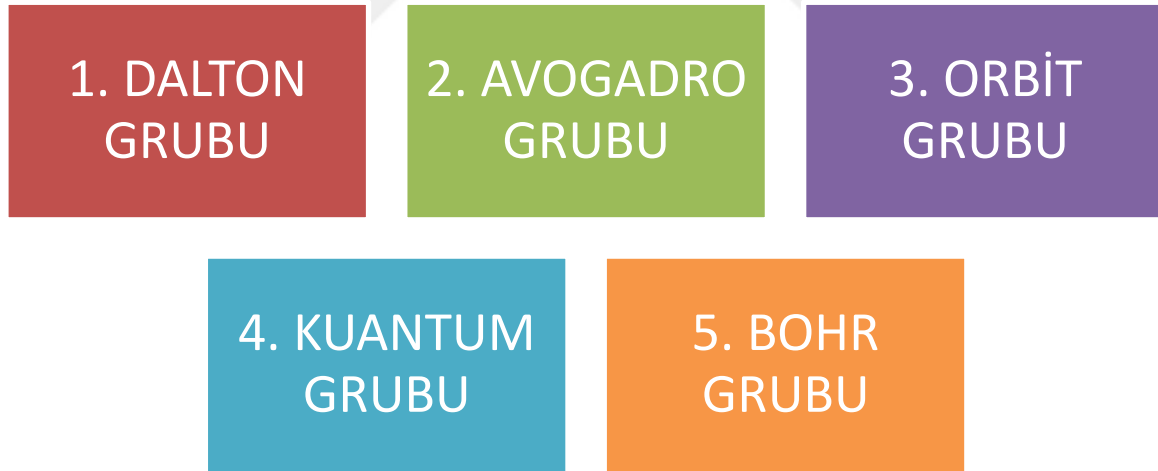 1. DALTON
GRUBU
2. AVOGADRO
GRUBU
3. ORBİT
GRUBU
4. KUANTUM
GRUBU
5. BOHR
GRUBU